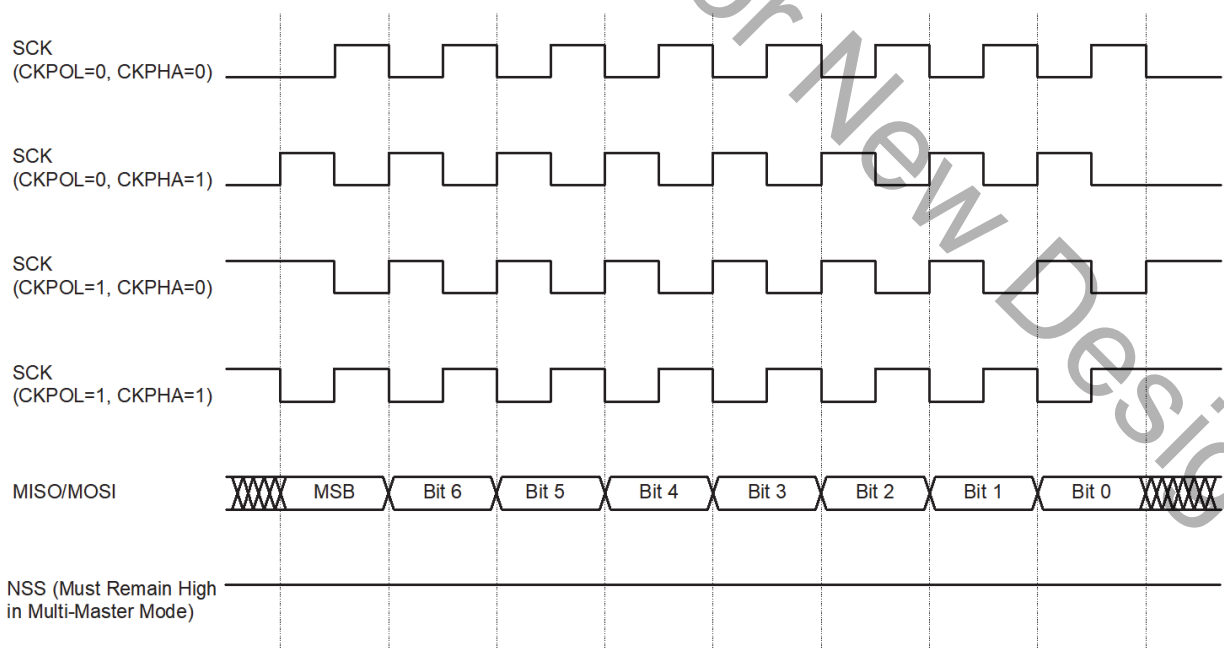 SCK
(CKPOL=0, CKPHA=0)
SCK
(CKPOL=0, CKPHA=1)
SCK
(CKPOL=1, CKPHA=0)
SCK
(CKPOL=1, CKPHA=1)
MISO/MOSI
MSB Bit 6 Bit 5 Bit 4 Bit 3 Bit 2 Bit 1 Bit 0
NSS (Must Remain High
in Multi-Master Mode)
New